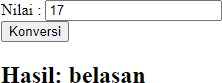 Nilai : 17
Konversi
Hasil: belasan